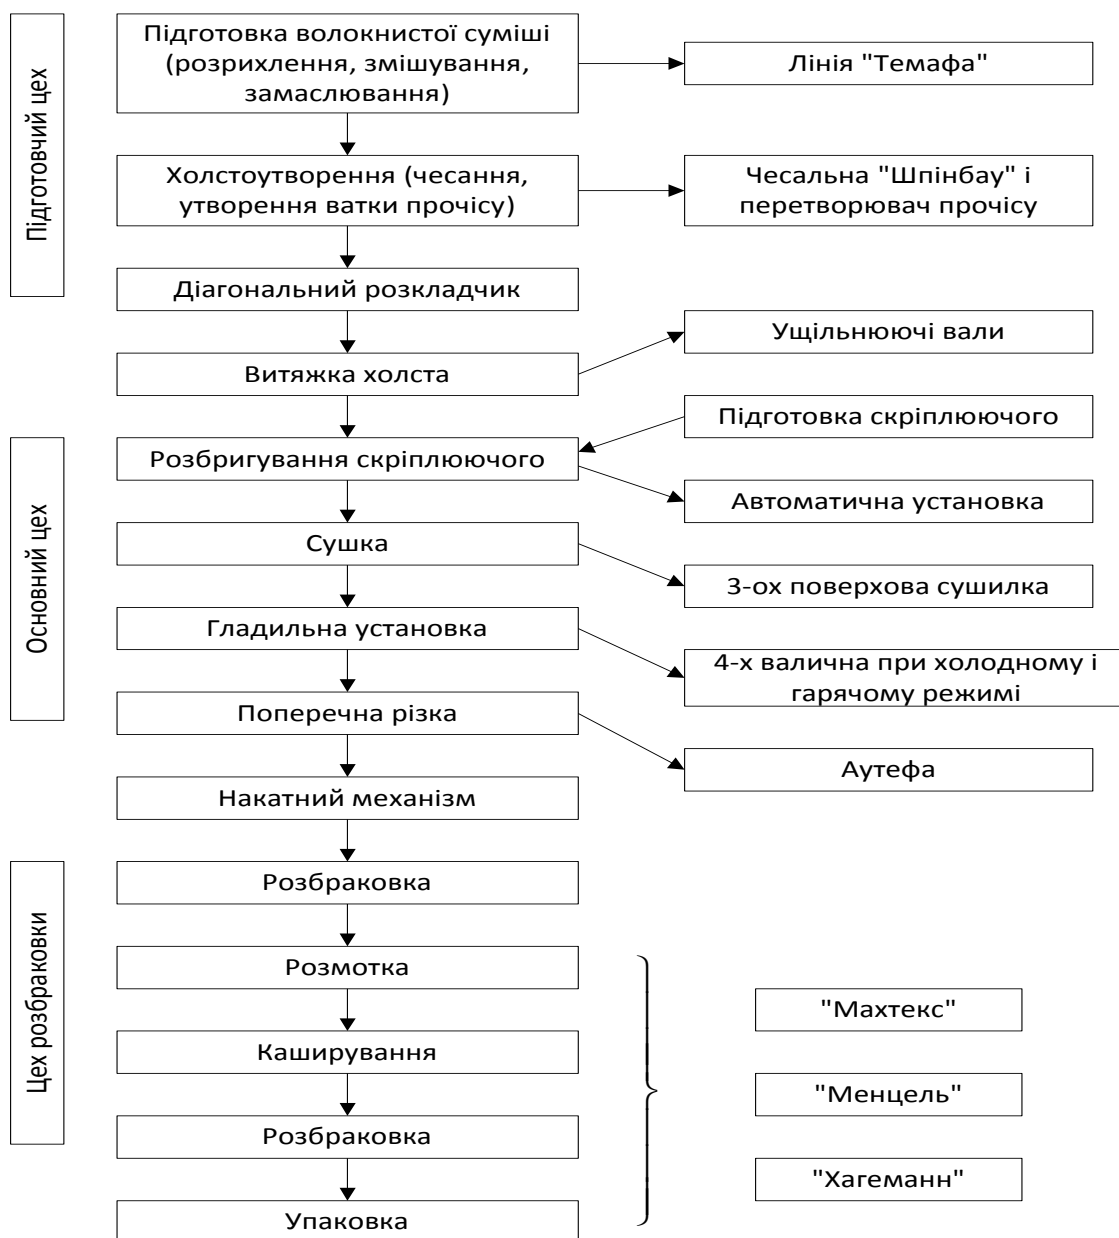 Підготовчий цех
Підготовка волокнистої суміші
(розрихлення, змішування,
замаслювання)
Лінія "Темафа"
Холстоутворення (чесання,
утворення ватки прочісу)
Чесальна "Шпінбау" і
перетворювач прочісу
Діагональний розкладчик
Ущільнюючі вали
Витяжка холста
Підготовка скріплюючого
Основний цех
Розбригування скріплюючого
Автоматична установка
Сушка
3-ох поверхова сушилка
Гладильна установка
4-х валична при холодному і
гарячому режимі
Поперечна різка
Аутефа
Накатний механізм
Цех розбраковки
Розбраковка
Розмотка
"Махтекс"
Каширування
"Менцель"
Розбраковка
"Хагеманн"
Упаковка